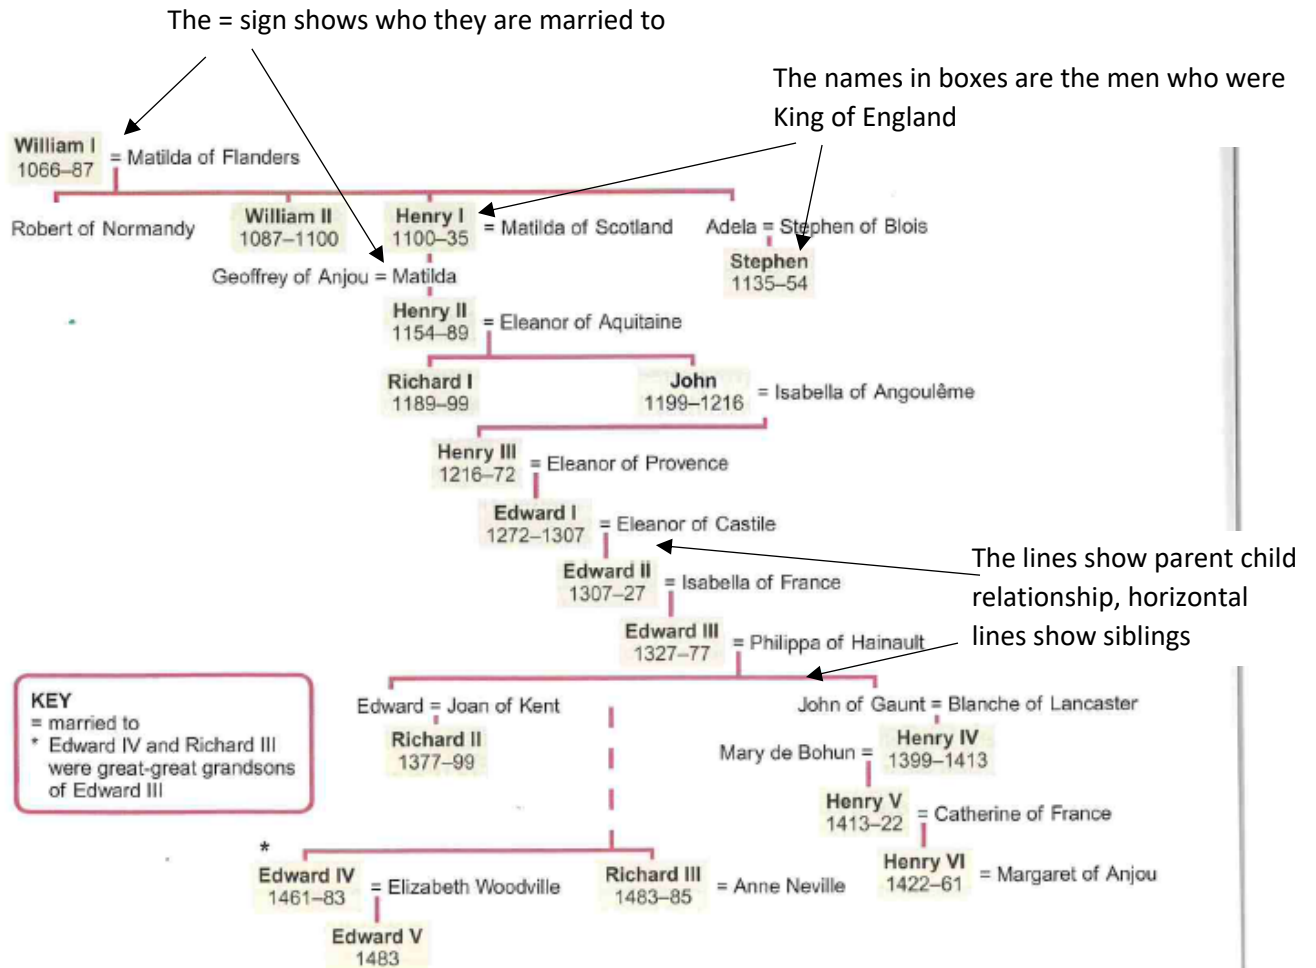 The = sign shows who they are married to
The names in boxes are the men who were
King of England
William I
1066–87
= Matilda of Flanders
Robert of Normandy
William II
1087–1100
Henry I
1100–35
= Matilda of Scotland
Adela = Stephen of Blois
Stephen
1135–54
Geoffrey of Anjou = Matilda
Henry II
1154–89
= Eleanor of Aquitaine
Richard I
1189–99
John
1199–1216
= Isabella of Angoulême
Henry III
1216–72
= Eleanor of Provence
Edward I
1272–1307
= Eleanor of Castile
Edward II
1307–27
= Isabella of France
The lines show parent child
relationship, horizontal
lines show siblings
Edward III
1327–77
= Philippa of Hainault
KEY
= married to
* Edward IV and Richard III
were great-great grandsons
of Edward III
Edward = Joan of Kent
Richard II
1377–99
John of Gaunt = Blanche of Lancaster
Mary de Bohun =
Henry IV
1399–1413
Henry V
1413–22
= Catherine of France
Henry VI
1422–61
= Margaret of Anjou
*
Edward IV
1461–83
= Elizabeth Woodville
Richard III
1483–85
= Anne Neville
Edward V
1483